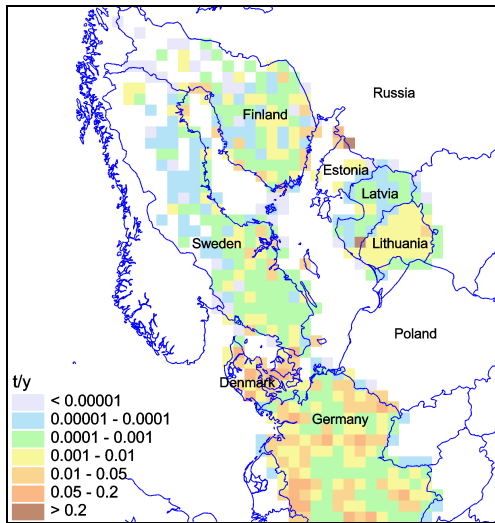 Russia
Finland
Estonia
Latvia
Sweden
Lithuania
Poland
Denmark
Germany
t/y
< 0.00001
0.00001 - 0.0001
0.0001 - 0.001
0.001 - 0.01
0.01 - 0.05
0.05 - 0.2
> 0.2